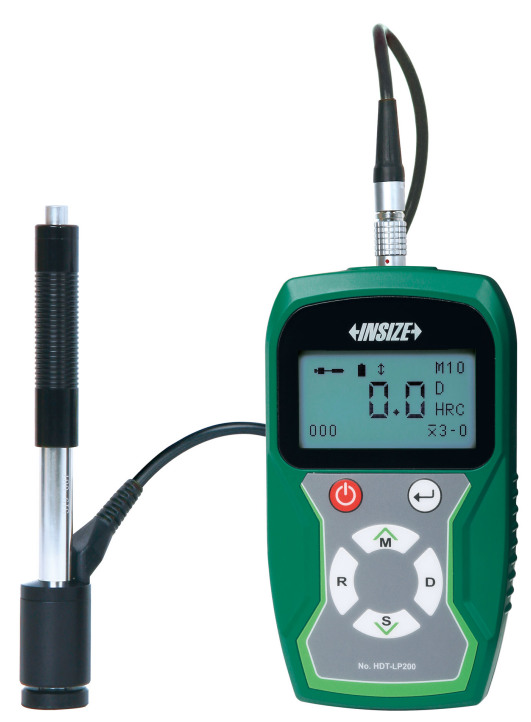 INSIZE
M10
D
0.0
HRC
000
x̅3-0
M
R
D
S
No. HDT-LP200